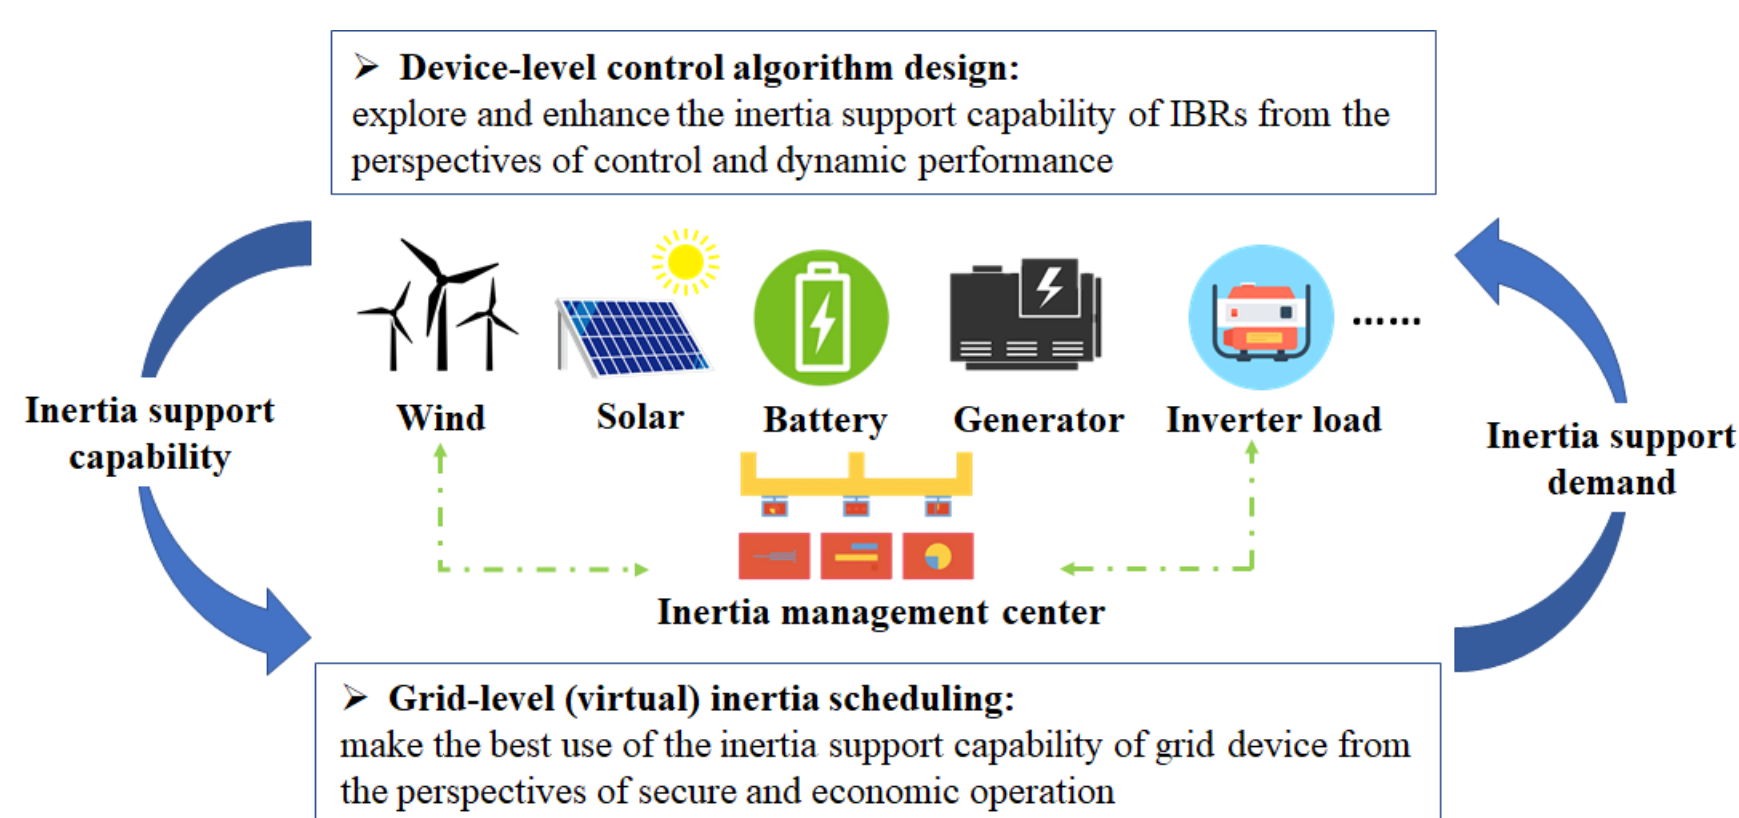 ➢ Device-level control algorithm design:
explore and enhance the inertia support capability of IBRs from the
perspectives of control and dynamic performance
Inertia support
capability
Wind
Solar
Battery
Generator
Inverter load
......
Inertia support
demand
Inertia management center
➢ Grid-level (virtual) inertia scheduling:
make the best use of the inertia support capability of grid device from
the perspectives of secure and economic operation